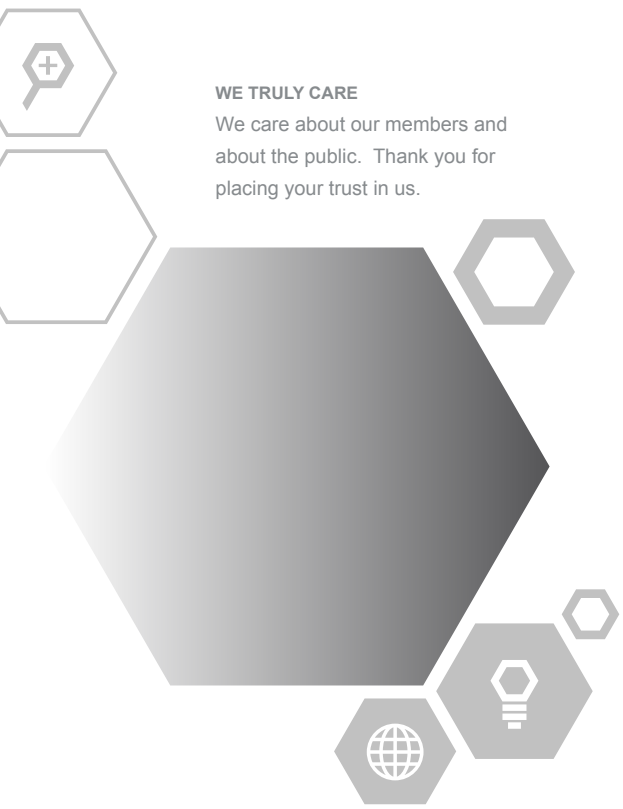 WE TRULY CARE
We care about our members and
about the public.  Thank you for
placing your trust in us.